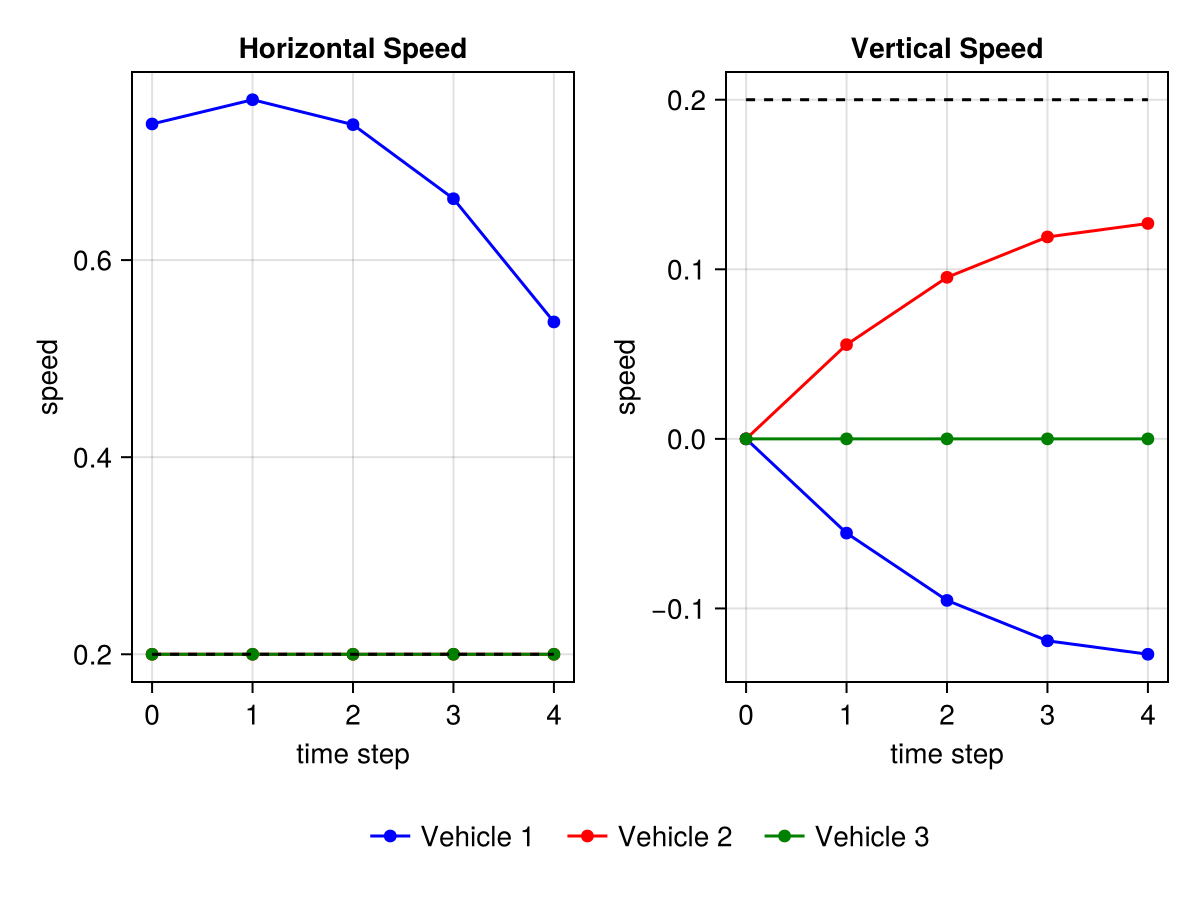 Horizontal Speed
speed
0.6
0.4
0.2
0 1 2 3 4
time step
Vertical Speed
speed
0.2
0.1
0.0
−0.1
0 1 2 3 4
time step
Vehicle 1 Vehicle 2 Vehicle 3